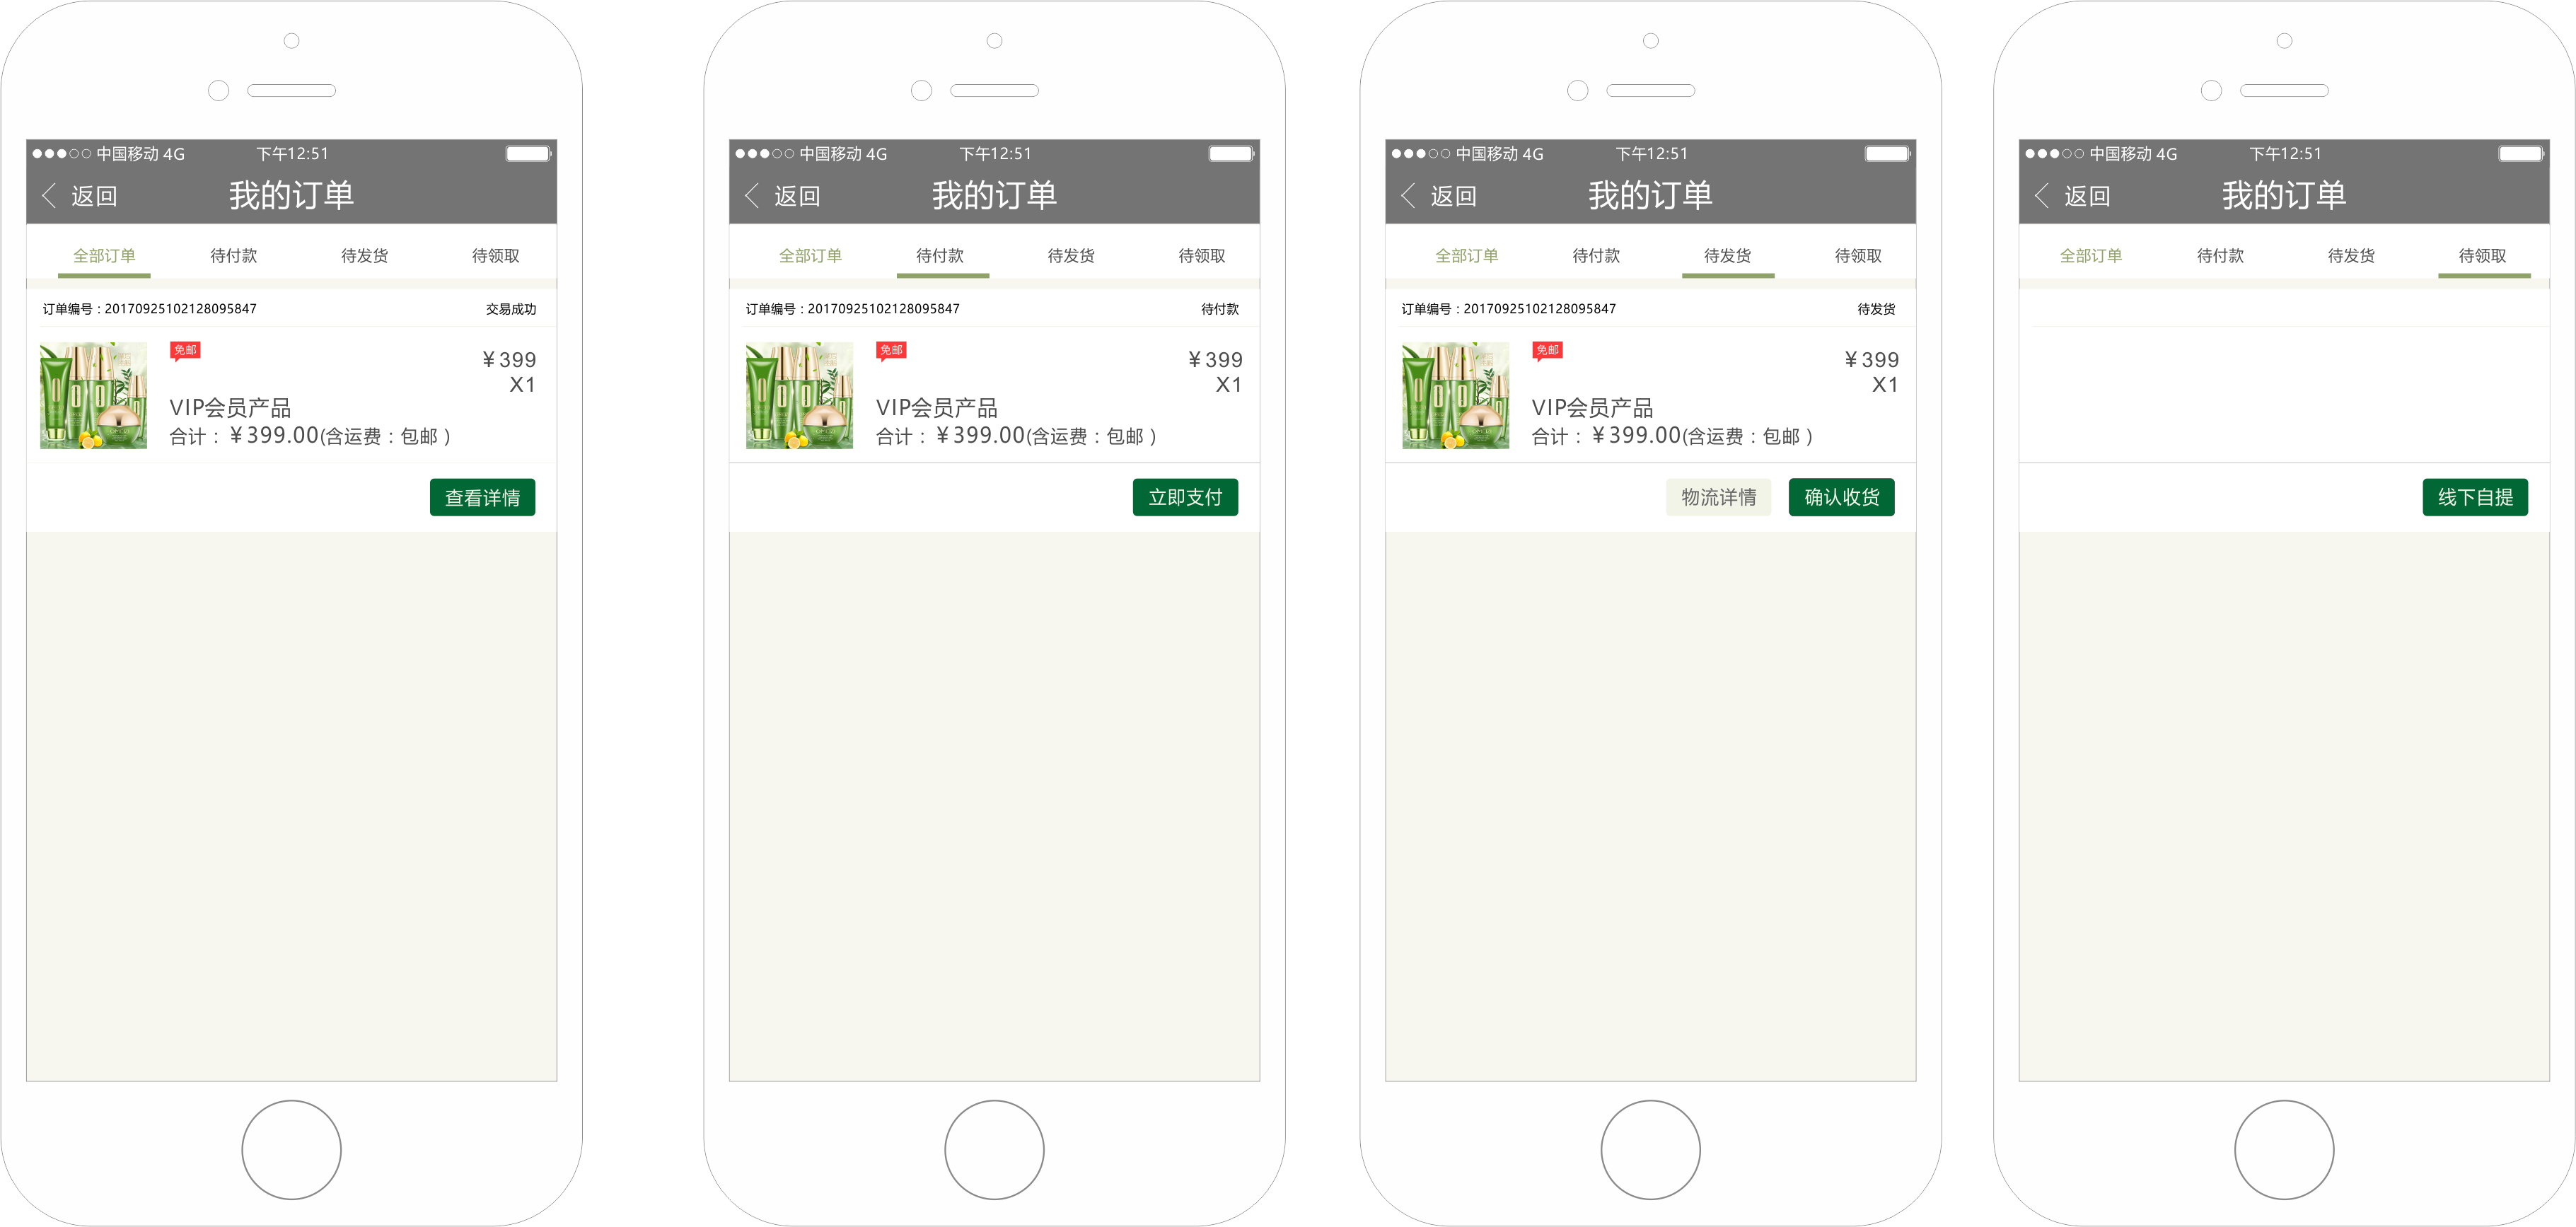 中国移动 4G 下午12:51
返回 我的订单
全部订单 待付款 待发货 待领取
订单编号：20170925102128095847 交易成功
免邮
￥399
X1
VIP会员产品
合计：￥399.00(含运费：包邮 )
查看详情
中国移动 4G 下午12:51
返回 我的订单
全部订单 待付款 待发货 待领取
订单编号：20170925102128095847 待付款
免邮
￥399
X1
VIP会员产品
合计：￥399.00(含运费：包邮 )
立即支付
中国移动 4G 下午12:51
返回 我的订单
全部订单 待付款 待发货 待领取
订单编号：20170925102128095847 待发货
免邮
￥399
X1
VIP会员产品
合计：￥399.00(含运费：包邮 )
物流详情 确认收货
中国移动 4G 下午12:51
返回 我的订单
全部订单 待付款 待发货 待领取
线下自提